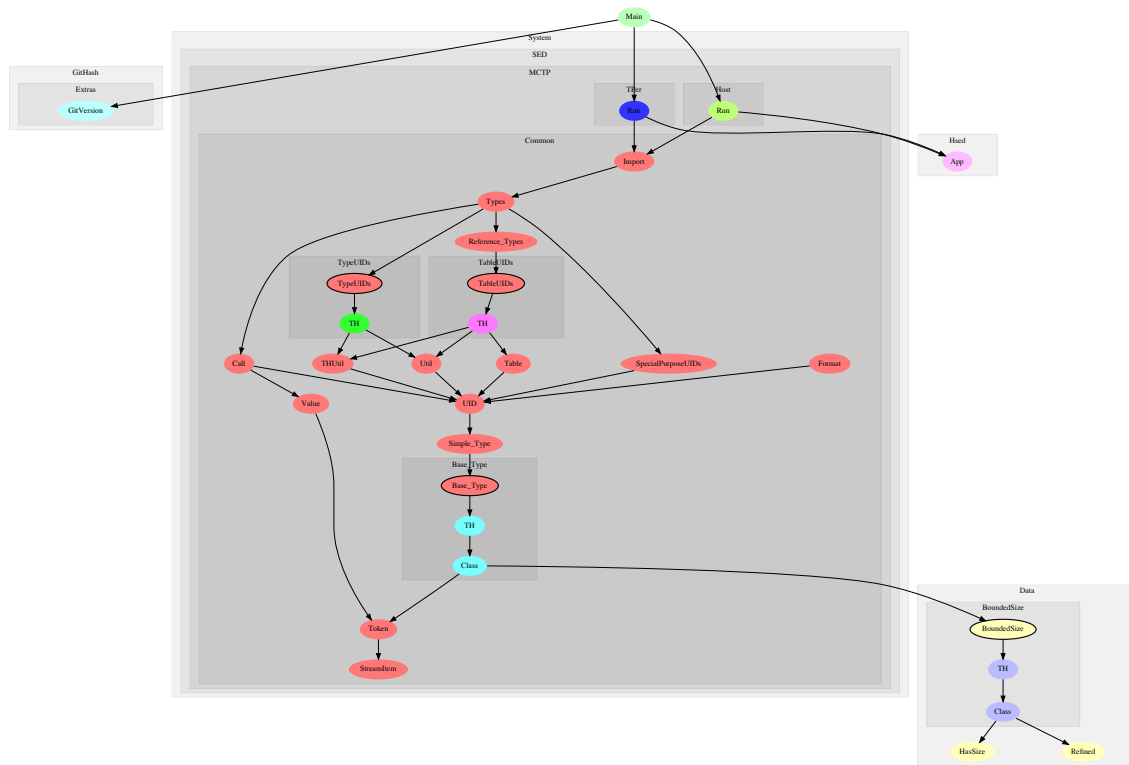 Main
System
SED
GitHash
MCTP
Extras
TPer
Host
GitVersion
Run
Run
Common
Hsed
Import
App
Types
Reference_Types
TypeUIDs
TableUIDs
TypeUIDs
TableUIDs
TH
TH
Call
THUtil
Util
Table
SpecialPurposeUIDs
Format
Value
UID
Simple_Type
Base_Type
Base_Type
TH
Class
Data
BoundedSize
Token
BoundedSize
StreamItem
TH
Class
HasSize
Refined